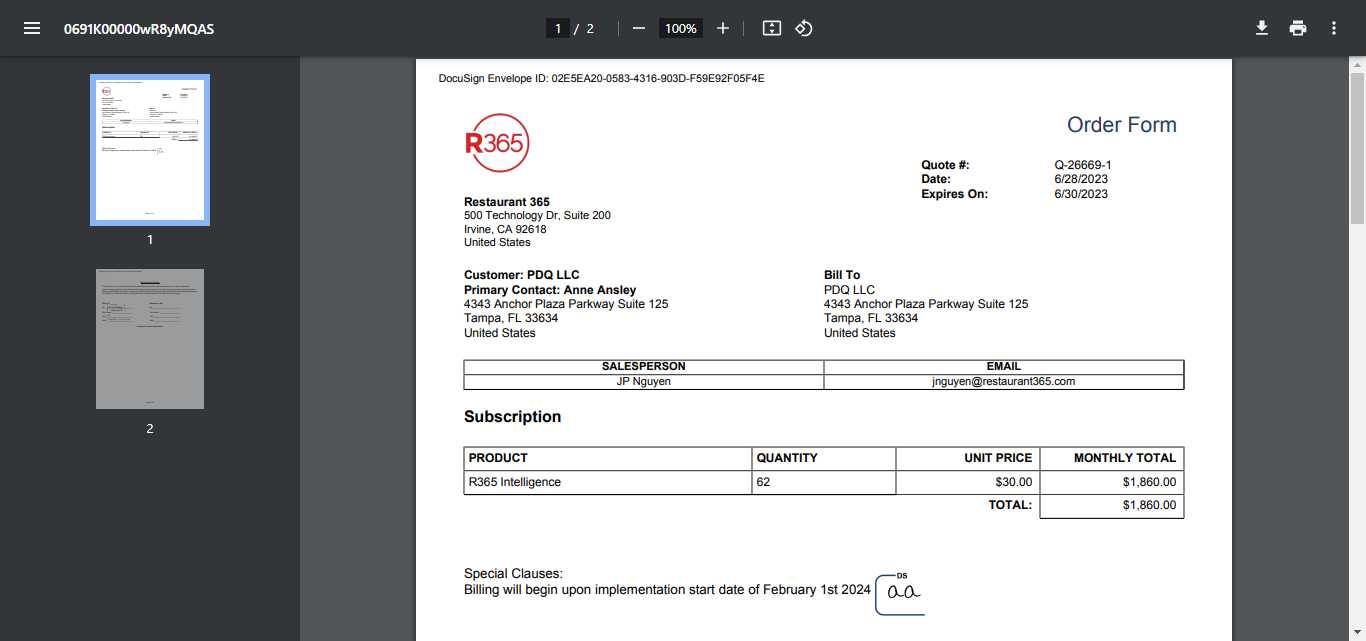 0691K00000wR8yMQAS
1 / 2
100%
1
2
DocuSign Envelope ID: 02E5EA20-0583-4316-903D-F59E92F05F4E
R365
Order Form
Quote #: Q-26669-1
Date: 6/28/2023
Expires On: 6/30/2023
Restaurant 365
500 Technology Dr, Suite 200
Irvine, CA 92618
United States
Customer: PDQ LLC
Primary Contact: Anne Ansley
4343 Anchor Plaza Parkway Suite 125
Tampa, FL 33634
United States
Bill To
PDQ LLC
4343 Anchor Plaza Parkway Suite 125
Tampa, FL 33634
United States
SALESPERSON EMAIL
JP Nguyen jnguyen@restaurant365.com
Subscription
PRODUCT QUANTITY UNIT PRICE MONTHLY TOTAL
R365 Intelligence 62 $30.00 $1,860.00
TOTAL: $1,860.00
Special Clauses:
Billing will begin upon implementation start date of February 1st 2024
DS
aa